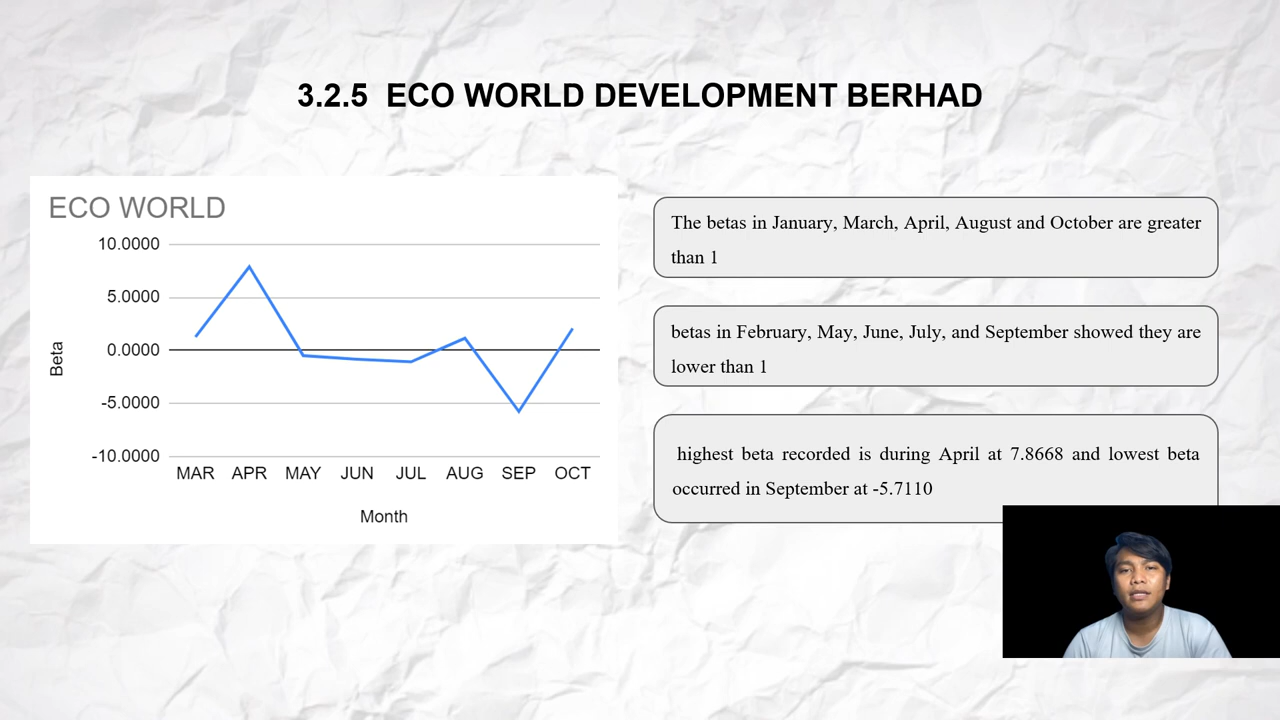 3.2.5 ECO WORLD DEVELOPMENT BERHAD
ECO WORLD
10.0000
5.0000
0.0000
-5.0000
-10.0000
Beta
MAR APR MAY JUN JUL AUG SEP OCT
Month
The betas in January, March, April, August and October are greater
than 1
betas in February, May, June, July, and September showed they are
lower than 1
highest beta recorded is during April at 7.8668 and lowest beta
occurred in September at -5.7110